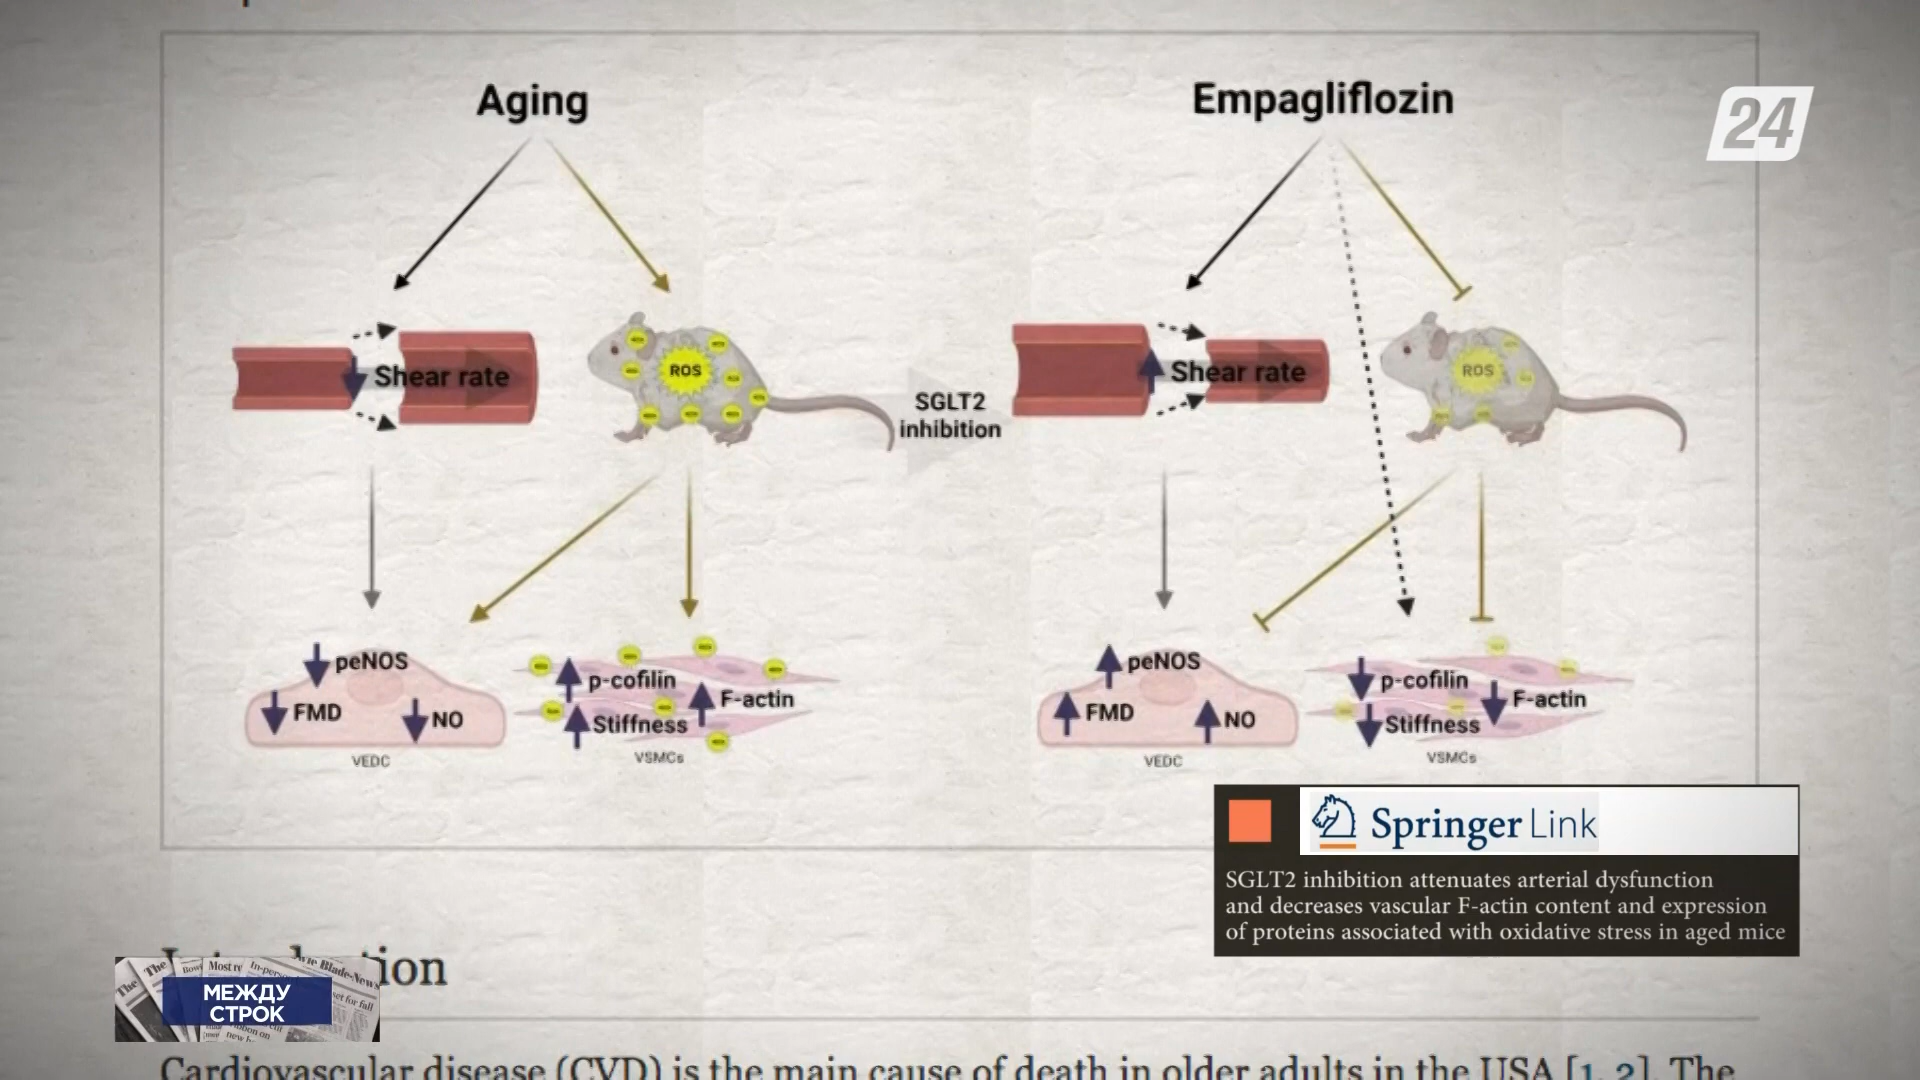 Aging
Empagliflozin
24
Shear rate
ROS
SGLT2
inhibition
Shear rate
ROS
peNOS
FMD
NO
VEDC
p-cofilin
F-actin
Stiffness
VSMCs
peNOS
FMD
NO
VEDC
p-cofilin
F-actin
Stiffness
VSMCs
Springer Link
SGLT2 inhibition attenuates arterial dysfunction
and decreases vascular F-actin content and expression
of proteins associated with oxidative stress in aged mice
МЕЖДУ
СТРОК
Cardiovascular disease (CVD) is the main cause of death in older adults in the USA [1, 2]. The